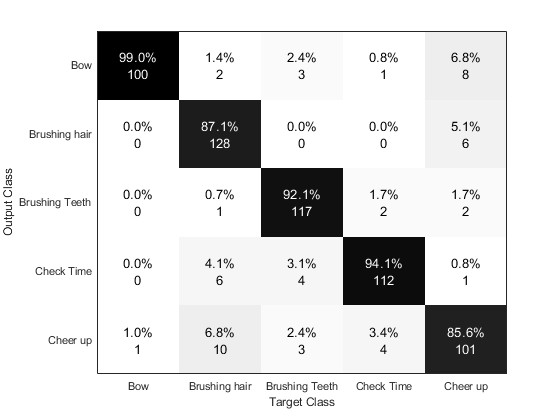 Output Class
Bow 99.0% 1.4% 2.4% 0.8% 6.8%
100 2 3 1 8
Brushing hair 0.0% 87.1% 0.0% 0.0% 5.1%
0 128 0 0 6
Brushing Teeth 0.0% 0.7% 92.1% 1.7% 1.7%
0 1 117 2 2
Check Time 0.0% 4.1% 3.1% 94.1% 0.8%
0 6 4 112 1
Cheer up 1.0% 6.8% 2.4% 3.4% 85.6%
1 10 3 4 101
Bow Brushing hair Brushing Teeth Check Time Cheer up
Target Class